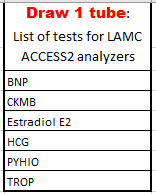 Draw 1 tube:
List of tests for LAMC
ACCESS2 analyzers
BNP
CKMB
Estradiol E2
HCG
PYHIO
TROP